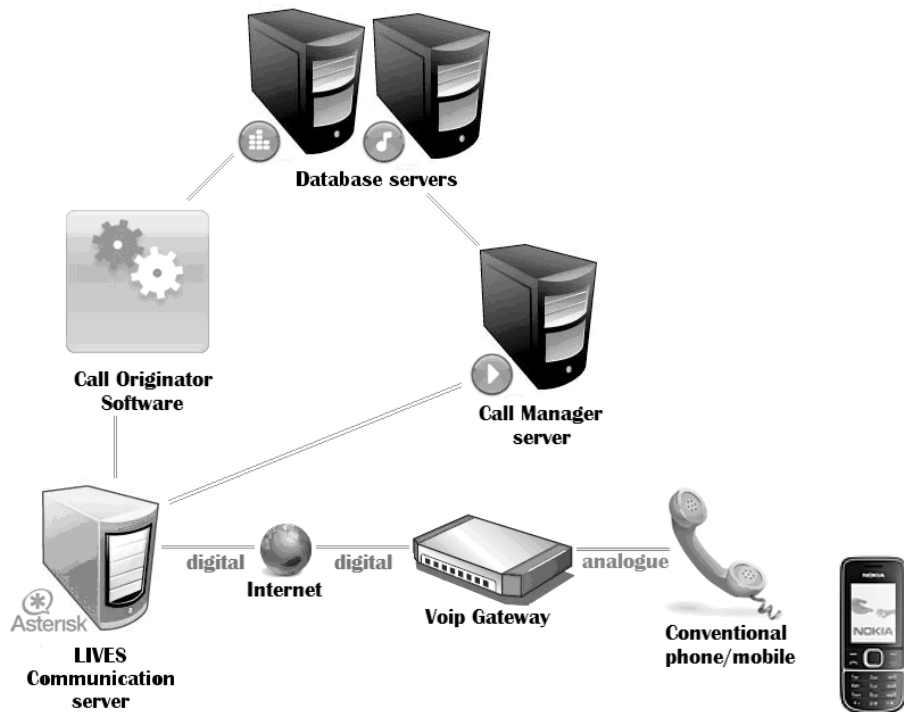 Database servers
Call Originator
Software
Call Manager
server
digital
Internet
digital
Voip Gateway
analogue
Conventional
phone/mobile
Asterisk
LIVES
Communication
server
NOKIA
NOKIA